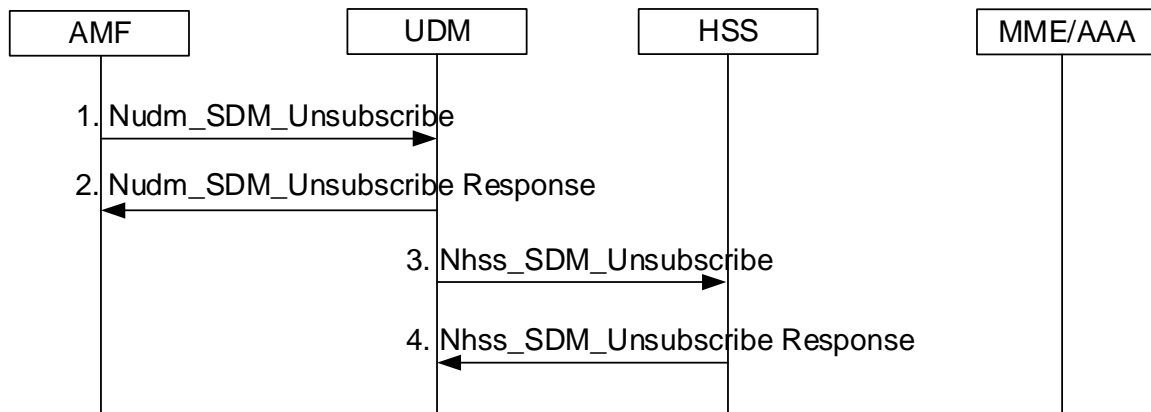 AMF
UDM
HSS
MME/AAA
1. Nudm_SDM_Unsubscribe
2. Nudm_SDM_Unsubscribe Response
3. Nhss_SDM_Unsubscribe
4. Nhss_SDM_Unsubscribe Response